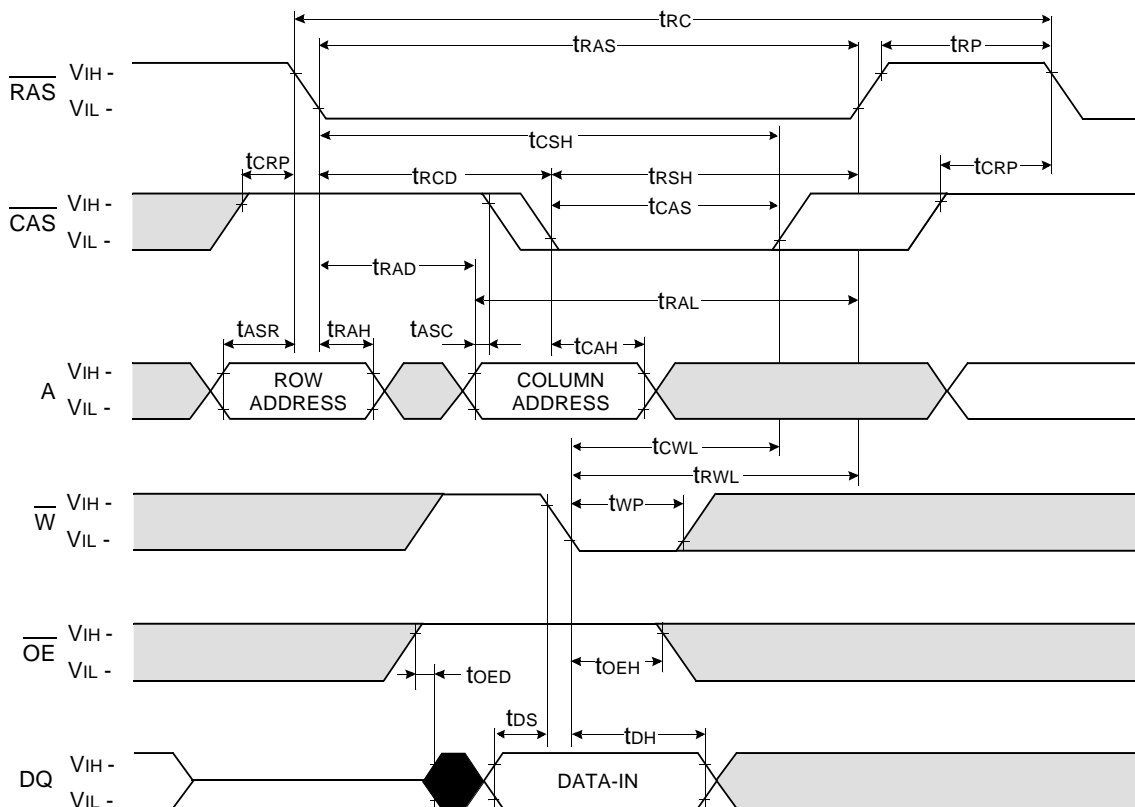 tRC
tRAS
tRP
RAS
VIH -
VIL -
tCSH
tCRP
tRCD
tRSH
tCRP
CAS
VIH -
VIL -
tCAS
tRAD
tRAL
tASR
tRAH
tASC
tCAH
A
VIH -
VIL -
ROW
ADDRESS
COLUMN
ADDRESS
tCWL
tRWL
W
VIH -
VIL -
tWP
OE
VIH -
VIL -
tOED
tOEH
tDS
tDH
DQ
VIH -
VIL -
DATA-IN